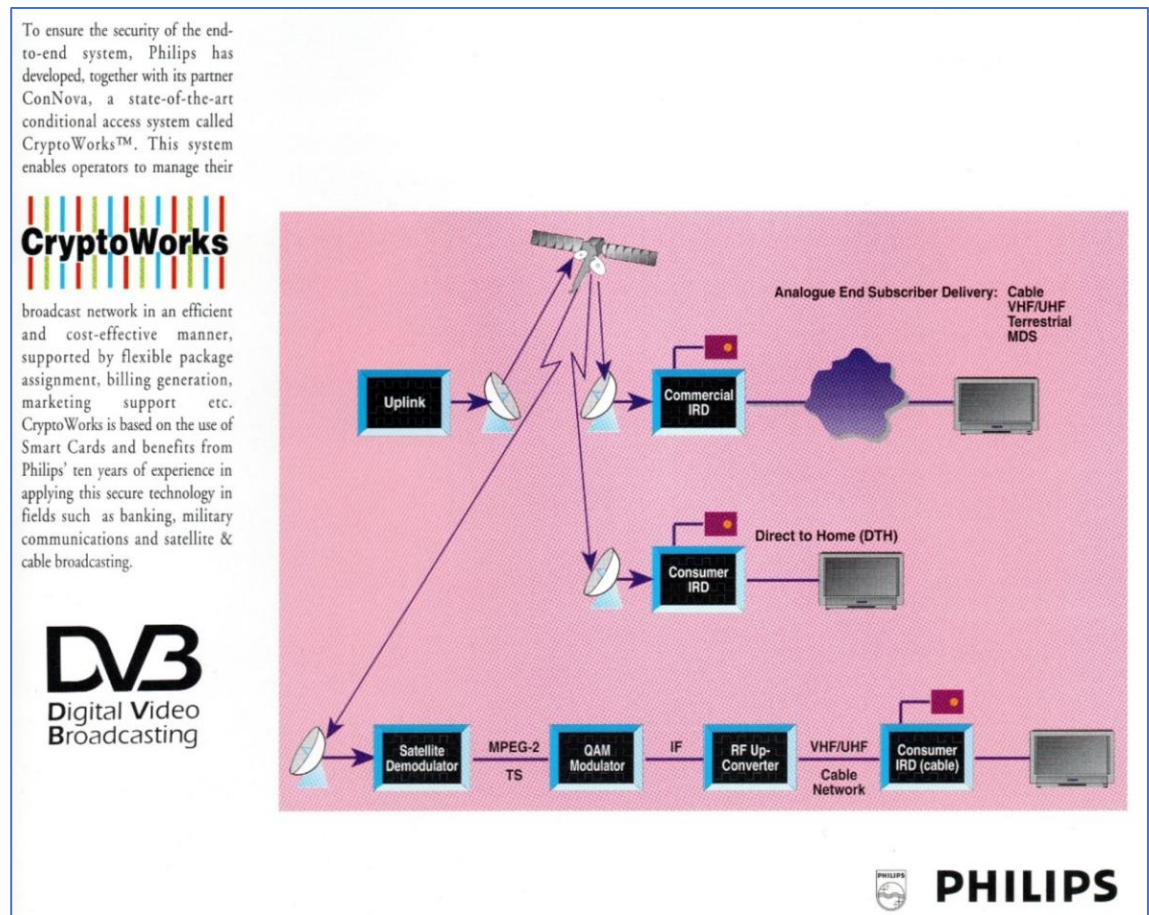 To ensure the security of the end-
to-end system, Philips has
developed, together with its partner
ConNova, a state-of-the-art
conditional access system called
CryptoWorks™. This system
enables operators to manage their
CryptoWorks
broadcast network in an efficient
and cost-effective manner,
supported by flexible package
assignment, billing generation,
marketing support etc.
CryptoWorks is based on the use of
Smart Cards and benefits from
Philips' ten years of experience in
applying this secure technology in
fields such as banking, military
communications and satellite &
cable broadcasting.
DVB
Digital Video
Broadcasting
Analogue End Subscriber Delivery: Cable
VHF/UHF
Terrestrial
MDS
Uplink
Commercial
IRD
Direct to Home (DTH)
Consumer
IRD
Satellite
Demodulator
MPEG-2
TS
QAM
Modulator
IF
RF Up-
Converter
VHF/UHF
Cable
Network
Consumer
IRD (cable)
PHILIPS
PHILIPS